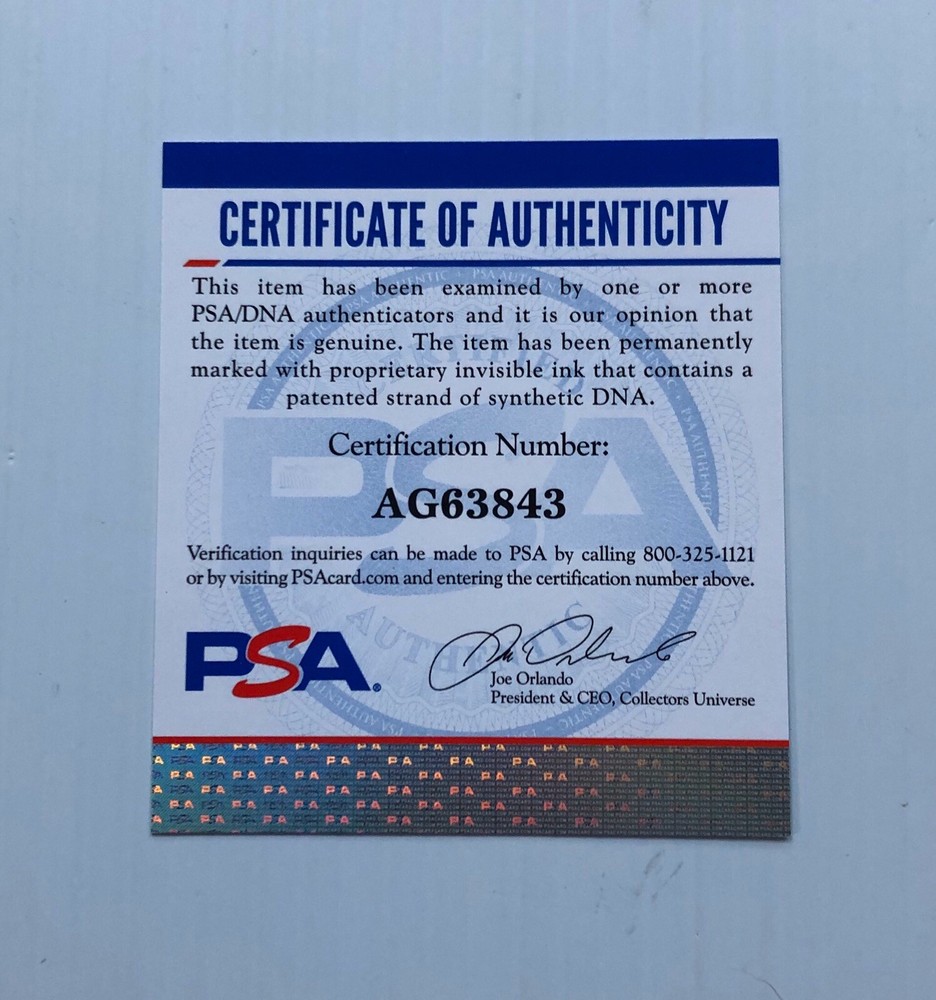 CERTIFICATE OF AUTHENTICITY
This item has been examined by one or more
PSA/DNA authenticators and it is our opinion that
the item is genuine. The item has been permanently
marked with proprietary invisible ink that contains a
patented strand of synthetic DNA.
Certification Number:
AG63843
Verification inquiries can be made to PSA by calling 800-325-1121
or by visiting PSAcard.com and entering the certification number above.
PSA®
Joe Orlando
President & CEO, Collectors Universe